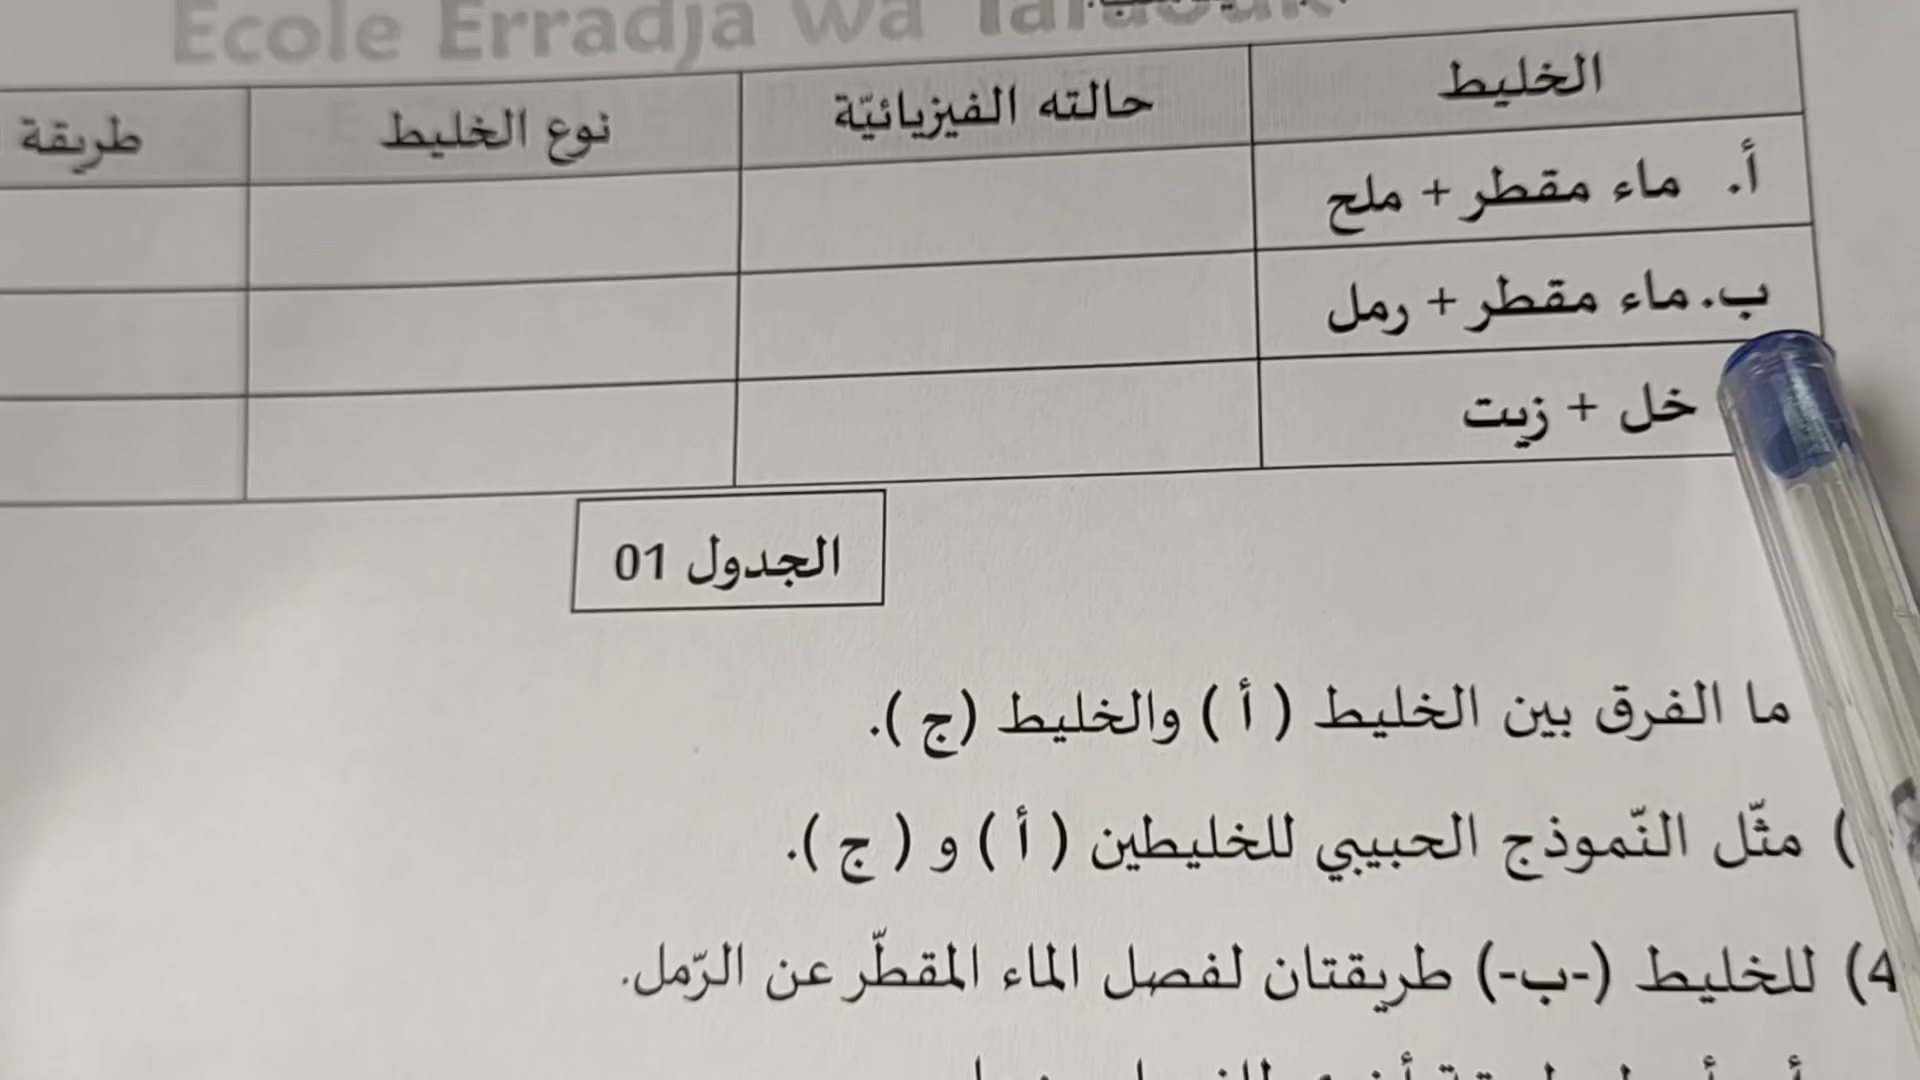 Ecole Erradja wa
الخليط حالته الفيزيائيّة نوع الخليط طريقة
أ. ماء مقطر + ملح
ب. ماء مقطر + رمل
خل + زيت
الجدول 01
ما الفرق بين الخليط ( أ ) والخليط (ج ).
) مثّل النّموذج الحبيبي للخليطين ( أ ) و ( ج ).
4) للخليط (-ب-) طريقتان لفصل الماء المقطّر عن الرّمل.